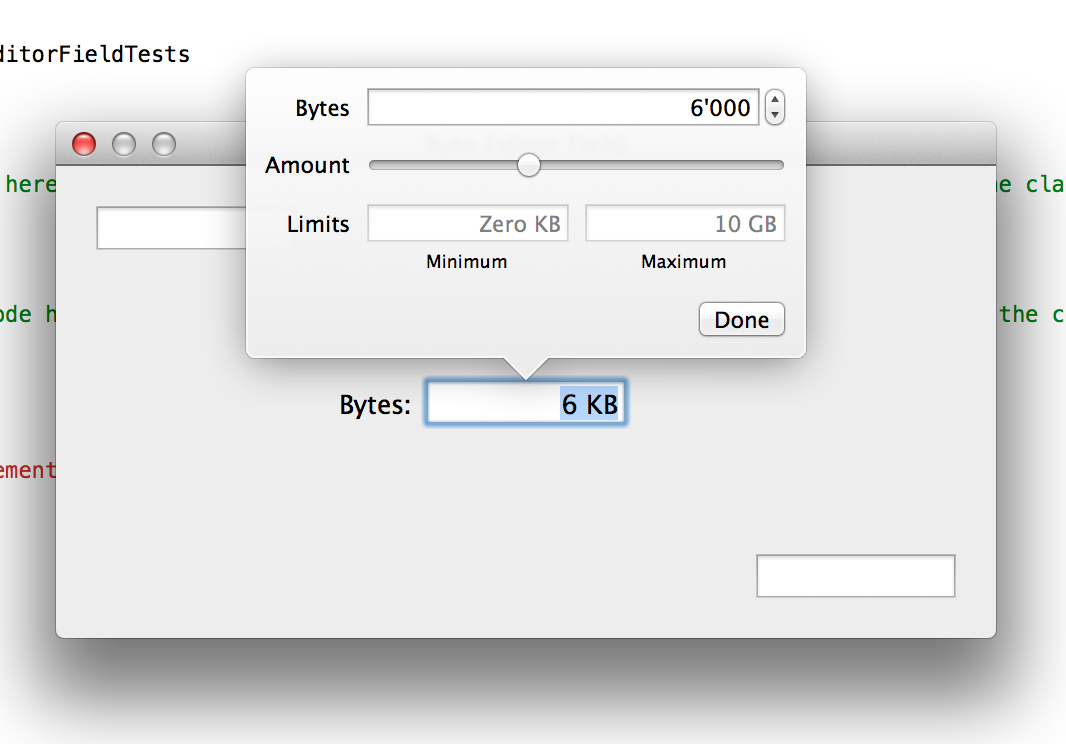 ditorFieldTests
Bytes 6'000
Amount
here e cla
Limits Zero KB 10 GB
Minimum Maximum
ode h the c
Done
Bytes: 6 KB
ement